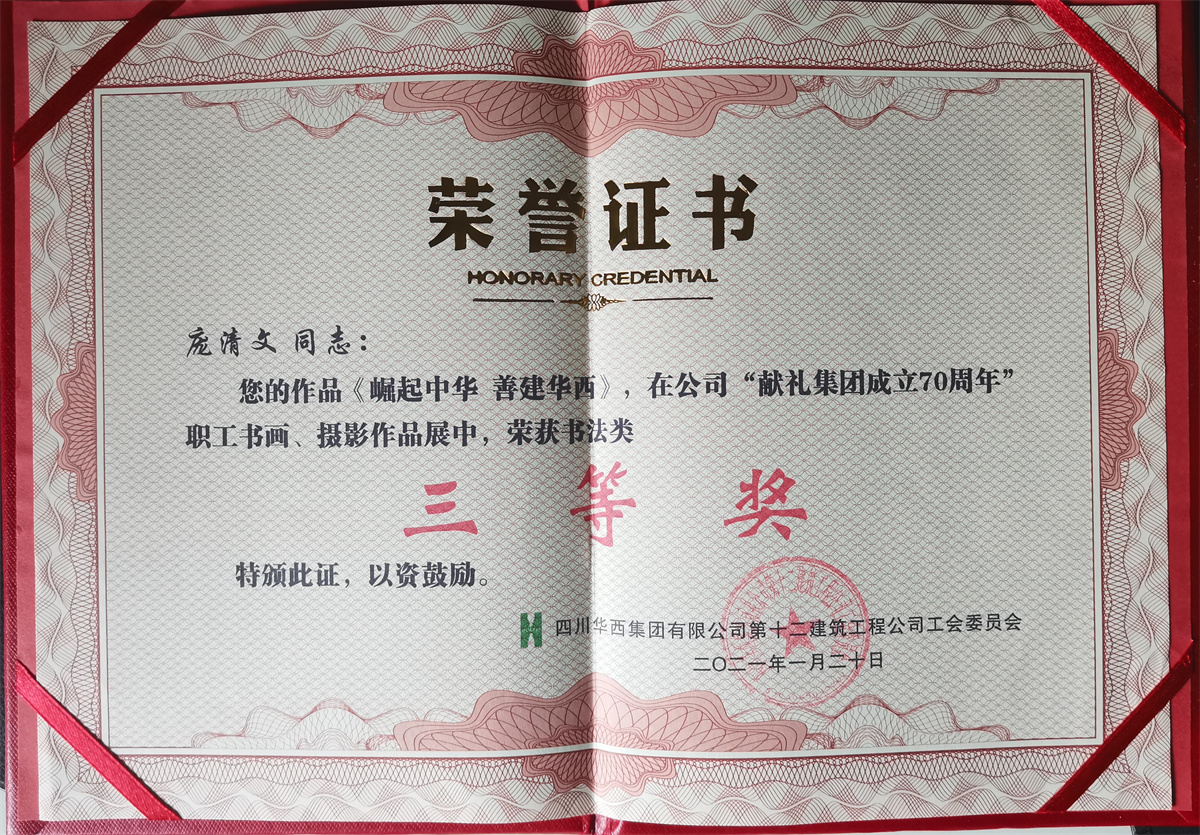 荣誉证书
HONORARY CREDENTIAL
庞清文 同志：
您的作品《崛起中华 善建华西》，在公司“献礼集团成立70周年”
职工书画、摄影作品展中，荣获书法类
三等奖
特颁此证，以资鼓励。
四川华西集团有限公司第十二建筑工程公司工会委员会
二〇二一年一月二十日